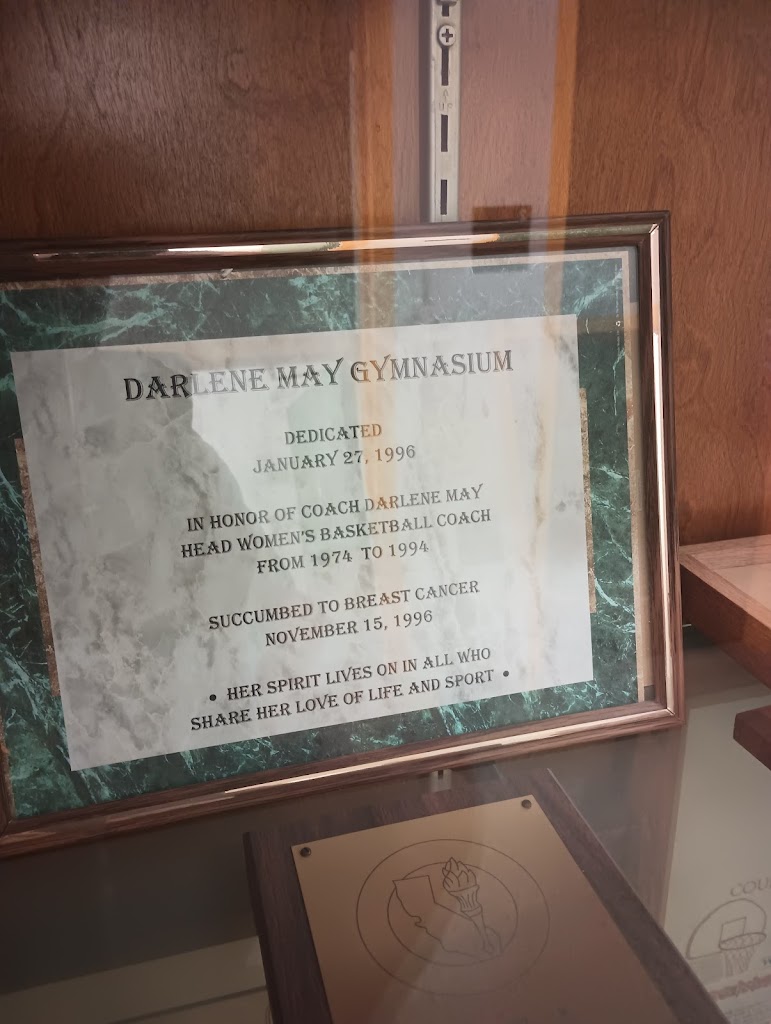 UP
DARLENE MAY GYMNASIUM
DEDICATED
JANUARY 27, 1996
IN HONOR OF COACH DARLENE MAY
HEAD WOMEN'S BASKETBALL COACH
FROM 1974 TO 1994
SUCCUMBED TO BREAST CANCER
NOVEMBER 15, 1996
• HER SPIRIT LIVES ON IN ALL WHO
SHARE HER LOVE OF LIFE AND SPORT •